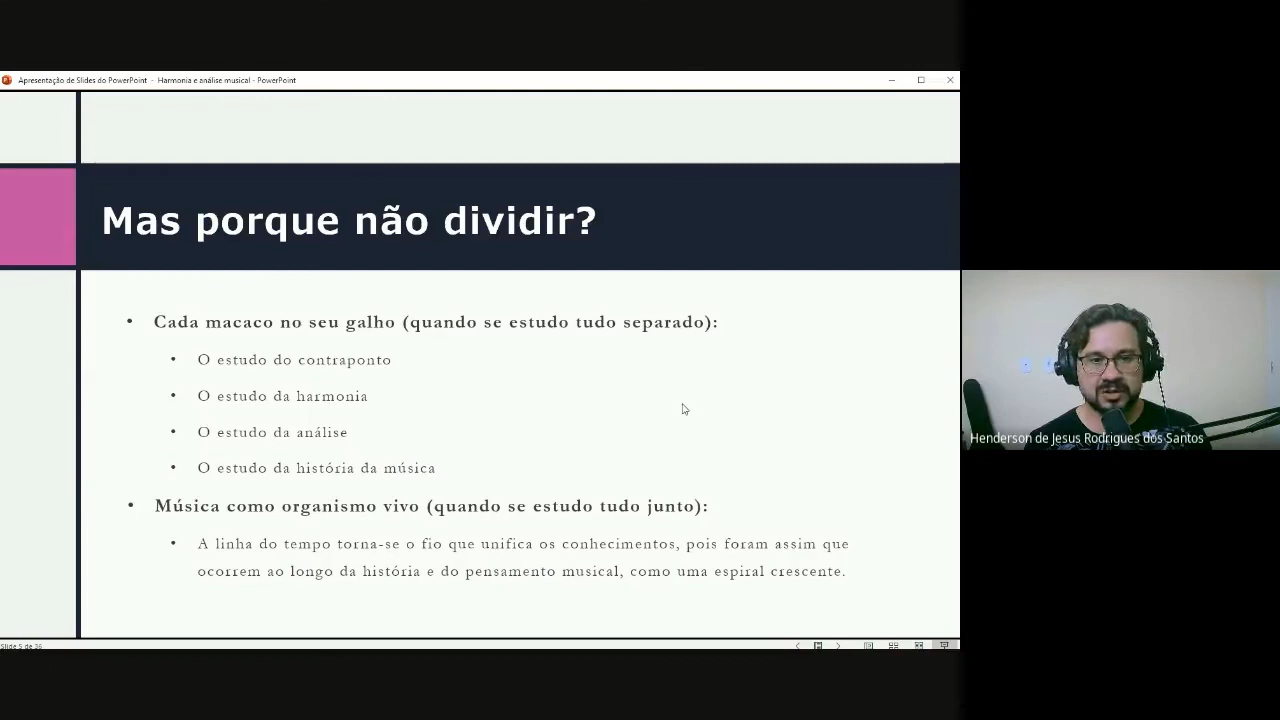 Apresentação de Slides do PowerPoint - Harmonia e análise musical - PowerPoint
Mas porque não dividir?
• Cada macaco no seu galho (quando se estudo tudo separado):
• O estudo do contraponto
• O estudo da harmonia
• O estudo da análise
• O estudo da história da música
• Música como organismo vivo (quando se estudo tudo junto):
• A linha do tempo torna-se o fio que unifica os conhecimentos, pois foram assim que
ocorrem ao longo da história e do pensamento musical, como uma espiral crescente.
Henderson de Jesus Rodrigues dos Santos
Slide 5 de 36